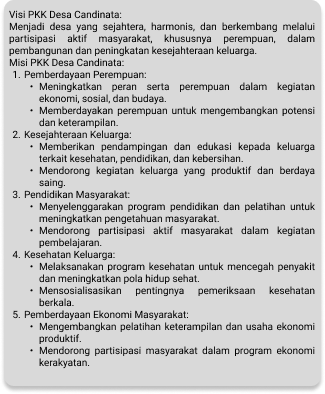 Visi PKK Desa Candinata:
Menjadi desa yang sejahtera, harmonis, dan berkembang melalui
partisipasi aktif masyarakat, khususnya perempuan, dalam
pembangunan dan peningkatan kesejahteraan keluarga.
Misi PKK Desa Candinata:
1. Pemberdayaan Perempuan:
• Meningkatkan peran serta perempuan dalam kegiatan
ekonomi, sosial, dan budaya.
• Memberdayakan perempuan untuk mengembangkan potensi
dan keterampilan.
2. Kesehateraan Keluarga:
• Memberikan pendampingan dan edukasi kepada keluarga
terkait kesehatan, pendidikan, dan kebersihan.
• Mendorong kegiatan keluarga yang produktif dan berdaya
saing.
3. Pendidikan Masyarakat:
• Menyelenggarakan program pendidikan dan pelatihan untuk
meningkatkan pengetahuan masyarakat.
• Mendorong partisipasi aktif masyarakat dalam kegiatan
pembelajaran.
4. Kesehatan Keluarga:
• Melaksanakan program kesehatan untuk mencegah penyakit
dan meningkatkan pola hidup sehat.
• Mensosialisasikan pentingnya pemeriksaan kesehatan
berkala.
5. Pemberdayaan Ekonomi Masyarakat:
• Mengembangkan pelatihan keterampilan dan usaha ekonomi
produktif.
• Mendorong partisipasi masyarakat dalam program ekonomi
kerakyatan.